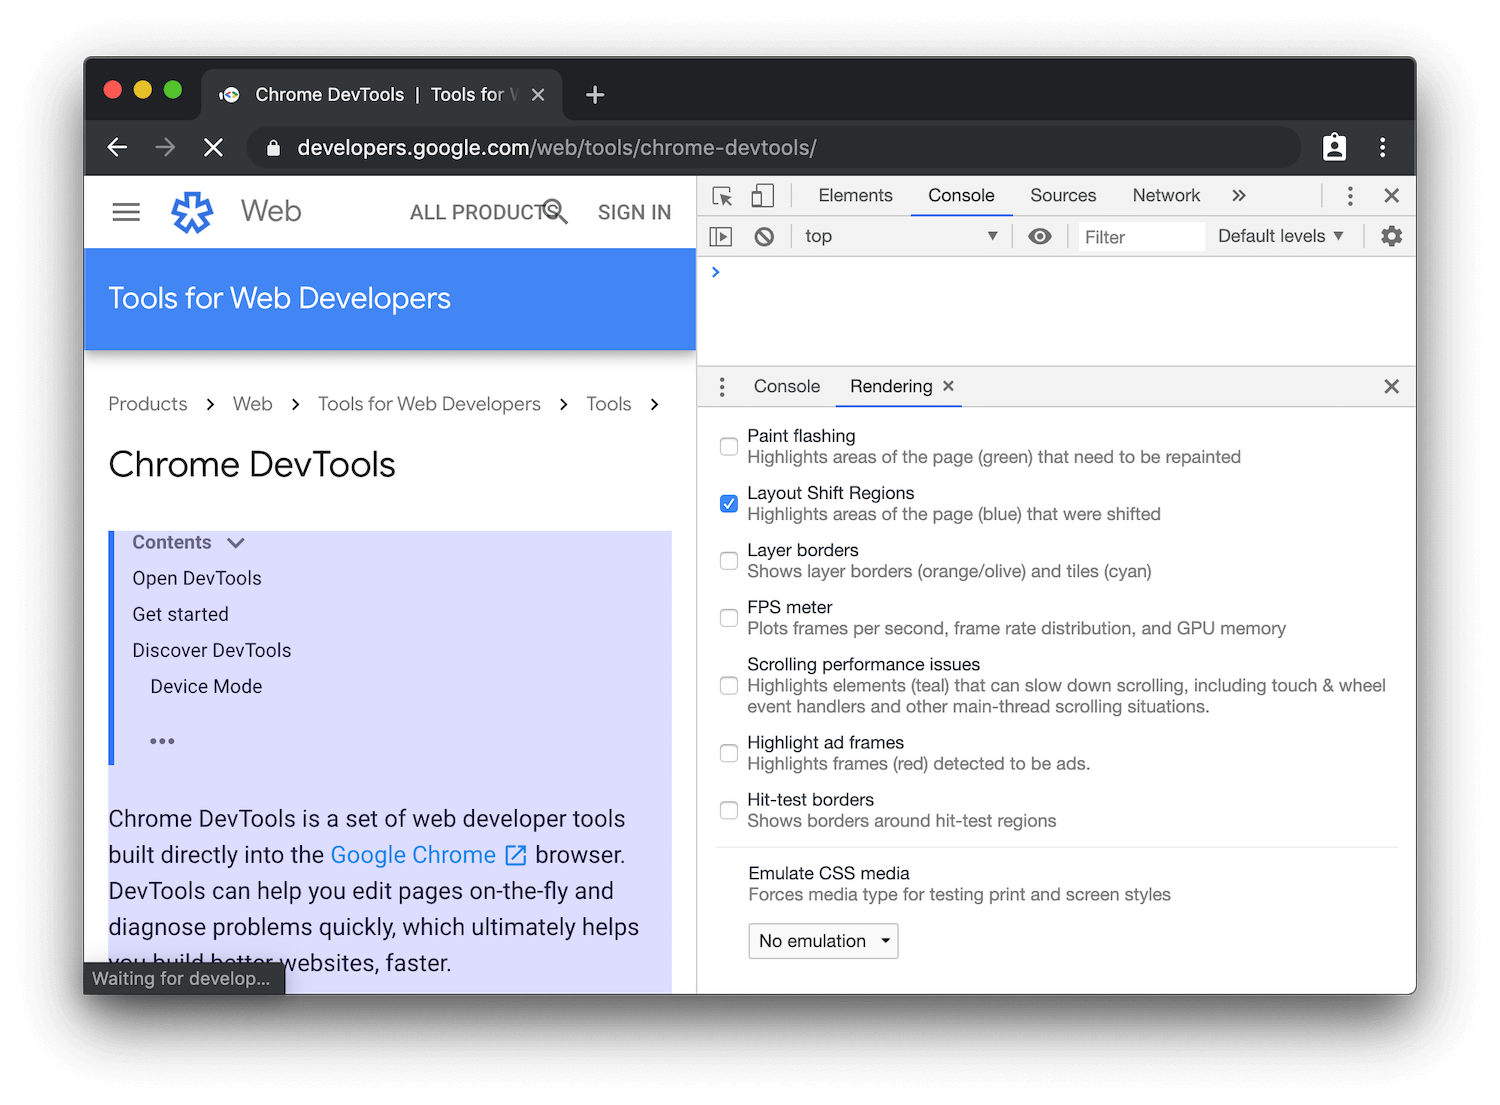 Chrome DevTools | Tools for W
developers.google.com/web/tools/chrome-devtools/
Web
ALL PRODUCTS
SIGN IN
Tools for Web Developers
Products > Web > Tools for Web Developers > Tools >
Chrome DevTools
Contents
Open DevTools
Get started
Discover DevTools
Device Mode
•••
Chrome DevTools is a set of web developer tools
built directly into the Google Chrome browser.
DevTools can help you edit pages on-the-fly and
diagnose problems quickly, which ultimately helps
you build better websites, faster.
Waiting for develop...
Elements Console Sources Network »
top Filter Default levels
>
Console Rendering
Paint flashing
Highlights areas of the page (green) that need to be repainted
Layout Shift Regions
Highlights areas of the page (blue) that were shifted
Layer borders
Shows layer borders (orange/olive) and tiles (cyan)
FPS meter
Plots frames per second, frame rate distribution, and GPU memory
Scrolling performance issues
Highlights elements (teal) that can slow down scrolling, including touch & wheel
event handlers and other main-thread scrolling situations.
Highlight ad frames
Highlights frames (red) detected to be ads.
Hit-test borders
Shows borders around hit-test regions
Emulate CSS media
Forces media type for testing print and screen styles
No emulation